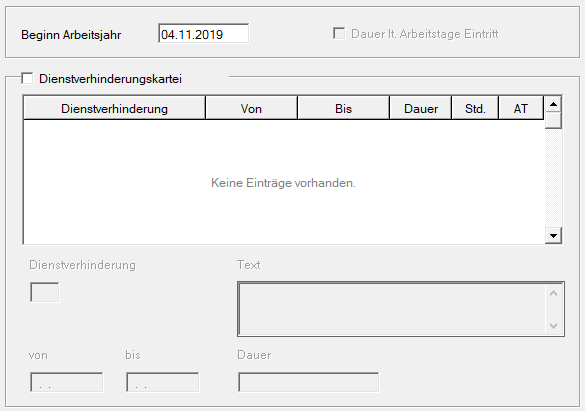 Beginn Arbeitsjahr 04.11.2019 Dauer lt. Arbeitstage Eintritt
Dienstverhinderungskartei
Dienstverhinderung Von Bis Dauer Std. AT
Keine Einträge vorhanden.
Dienstverhinderung Text
von bis Dauer
. . . .